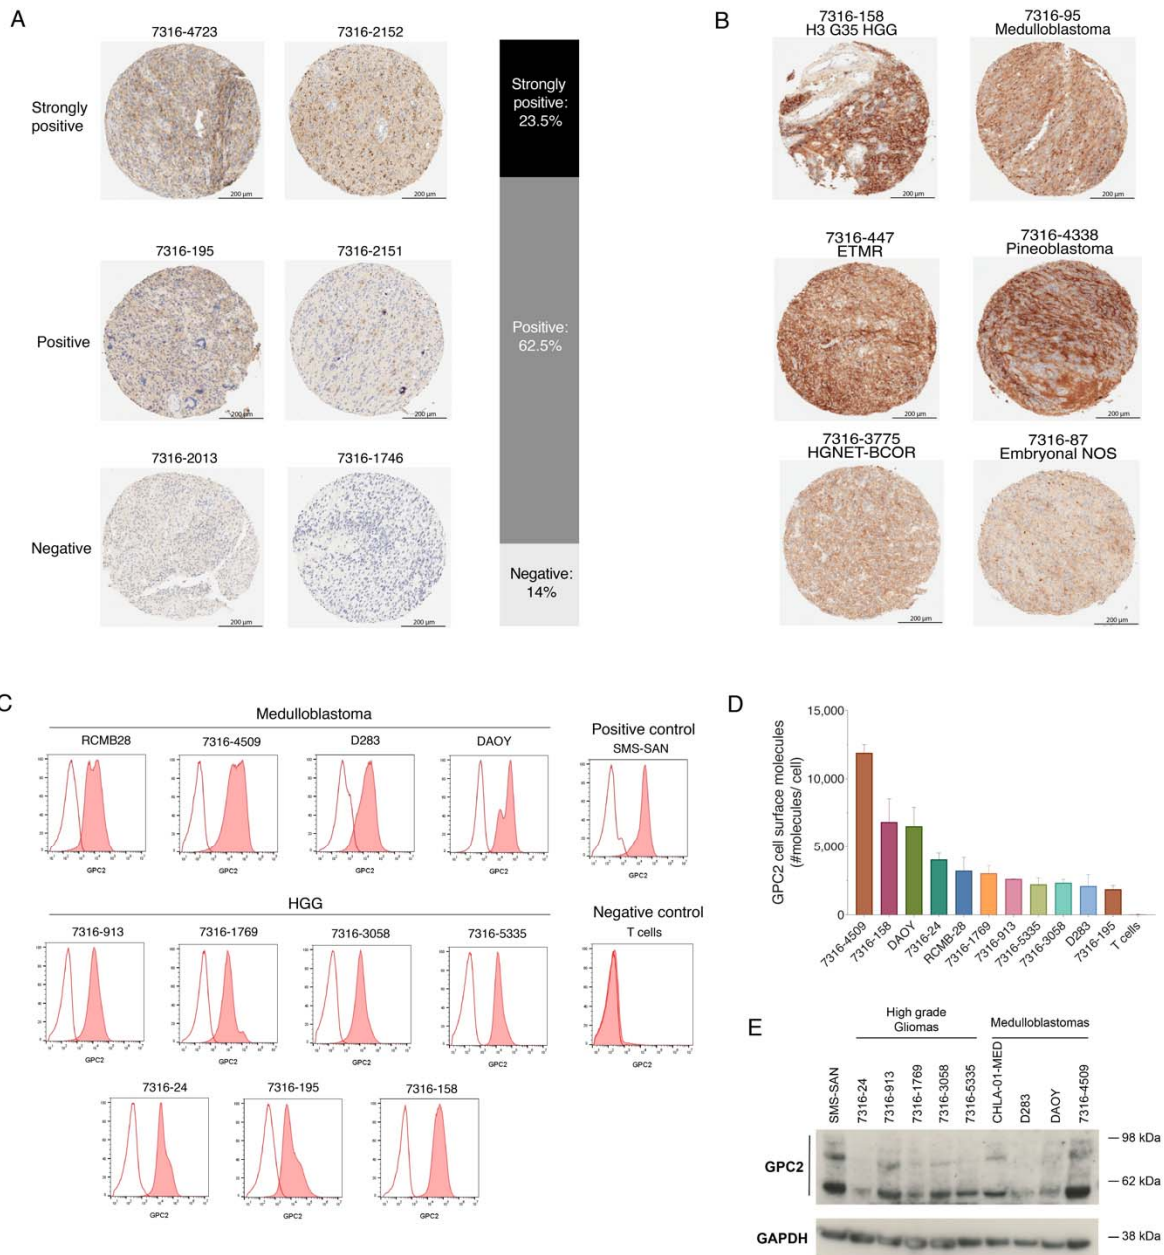 A
7316-4723
7316-2152
Strongly
positive
200 µm
200 µm
Strongly
positive:
23.5%
7316-195
7316-2151
Positive
200 µm
200 µm
Positive:
62.5%
7316-2013
7316-1746
Negative
200 µm
200 µm
Negative:
14%
B
7316-158
H3 G35 HGG
7316-95
Medulloblastoma
200 µm
200 µm
7316-447
ETMR
7316-4338
Pineoblastoma
200 µm
200 µm
7316-3775
HGNET-BCOR
7316-87
Embryonal NOS
200 µm
200 µm
C
Medulloblastoma
Positive control
RCMB28
7316-4509
D283
DAOY
SMS-SAN
GPC2
GPC2
GPC2
GPC2
GPC2
HGG
Negative control
7316-913
7316-1769
7316-3058
7316-5335
T cells
GPC2
GPC2
GPC2
GPC2
GPC2
7316-24
7316-195
7316-158
GPC2
GPC2
GPC2
D
GPC2 cell surface molecules
(#molecules/ cell)
15,000
10,000
5,000
0
7316-4509
7316-158
DAOY
7316-24
RCMB-28
7316-1769
7316-913
7316-5335
7316-3058
D283
7316-195
T cells
E
High grade
Gliomas
Medulloblastomas
SMS-SAN
7316-24
7316-913
7316-1769
7316-3058
7316-5335
CHLA-01-MED
D283
DAOY
7316-4509
GPC2
98 kDa
62 kDa
GAPDH
38 kDa